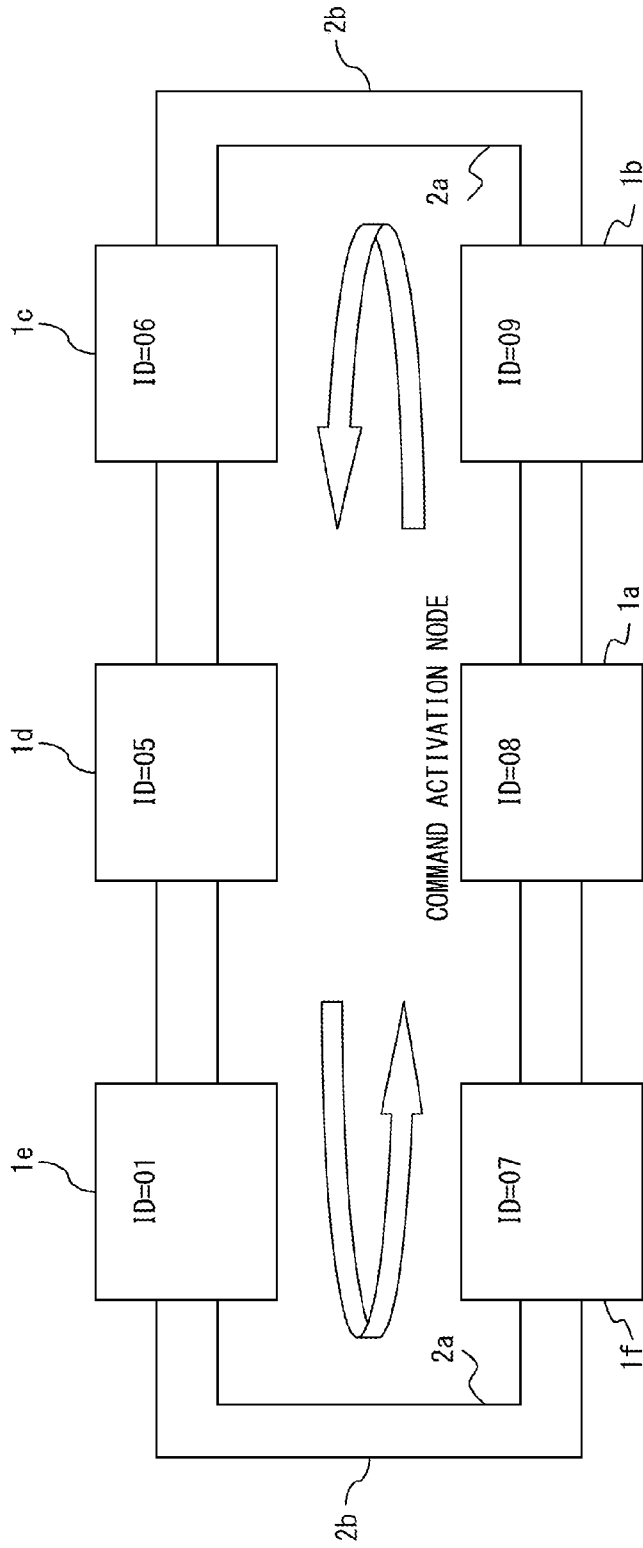 1e
1d
1c
ID=01
ID=05
ID=06
2b
2b
2a
2a
COMMAND ACTIVATION NODE
ID=07
ID=08
ID=09
1f
1a
1b